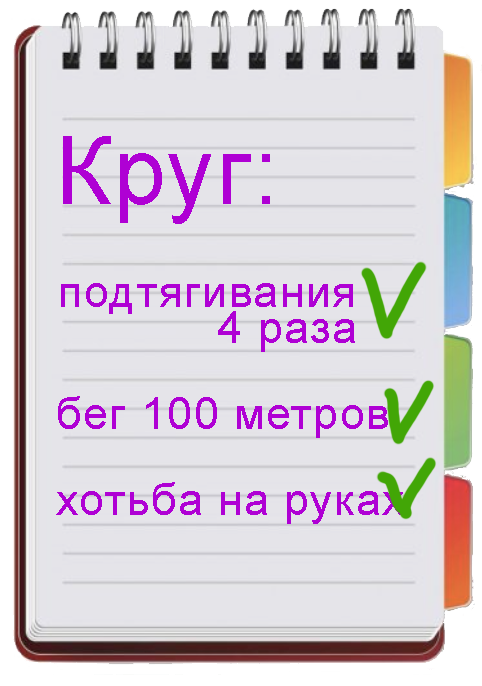 Круг:
подтягивания
4 раза
бег 100 метров
хотьба на руках